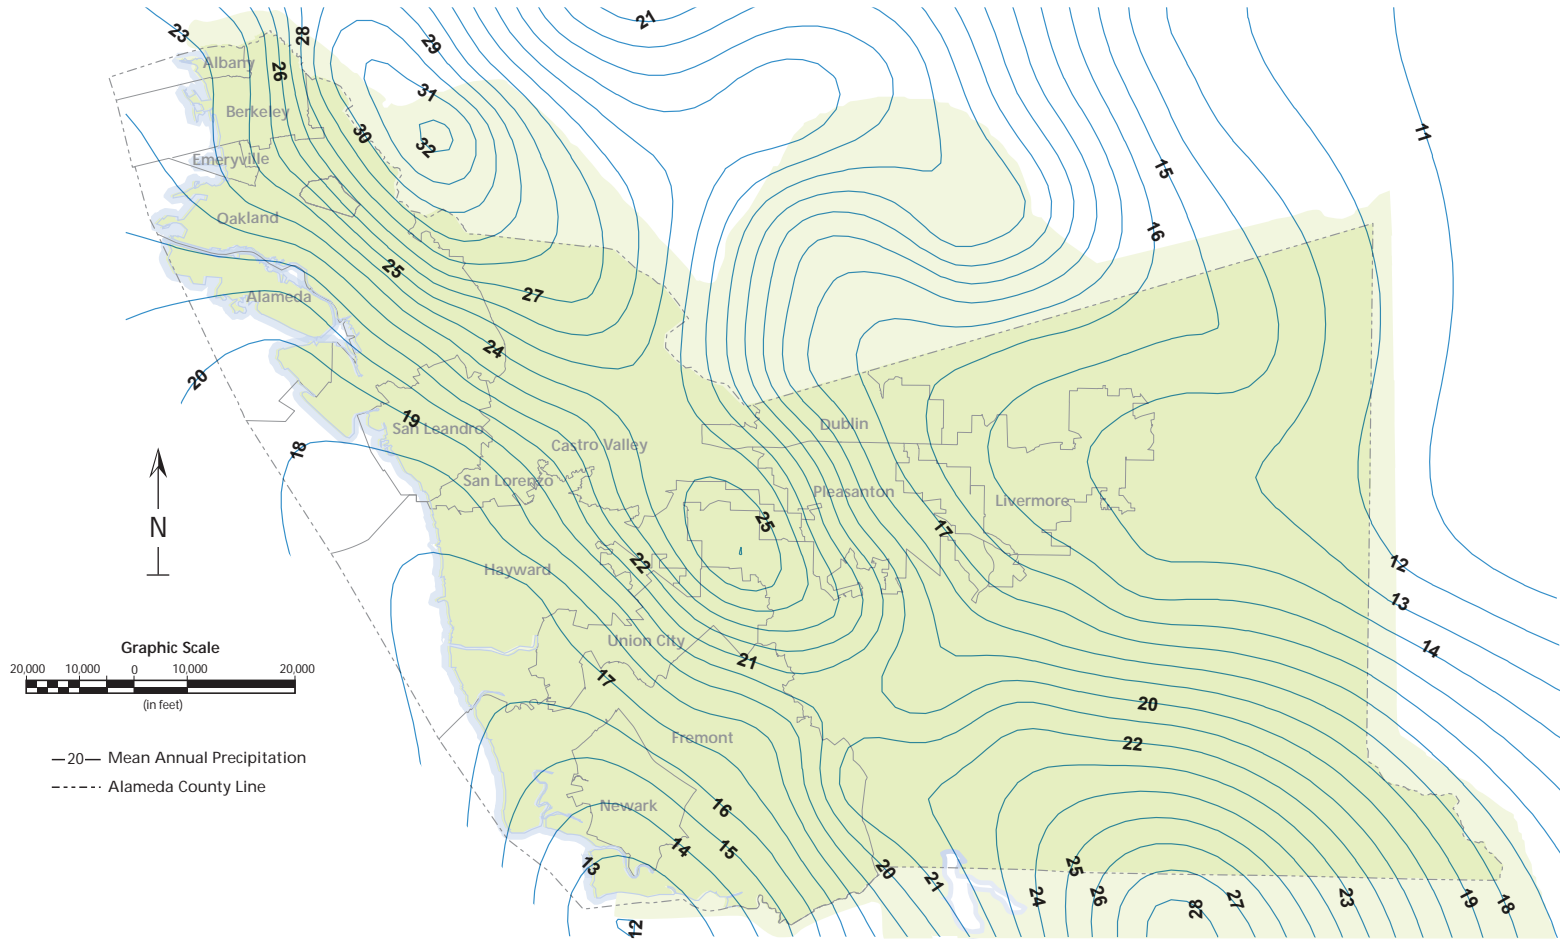 21
23
28
29
Albany
26
31
Berkeley
11
30
32
Emeryville
15
Oakland
16
25
Alameda
27
24
20
19
San Leandro
Dublin
18
Castro Valley
San Lorenzo
Pleasanton
Livermore
25
17
N
22
Hayward
12
13
Union City
14
Graphic Scale
21
20,000 10,000 0 10,000 20,000
17
(in feet)
20
Fremont
22
—20— Mean Annual Precipitation
Alameda County Line
Newark
16
14
15
13
20
21
25
24
26
28
27
23
19
18
12